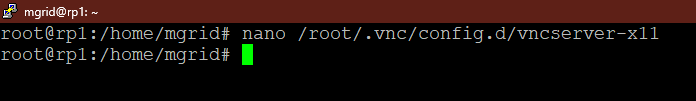 mgrid@rp1: ~
root@rp1:/home/mgrid# nano /root/.vnc/config.d/vncserver-x11
root@rp1:/home/mgrid#